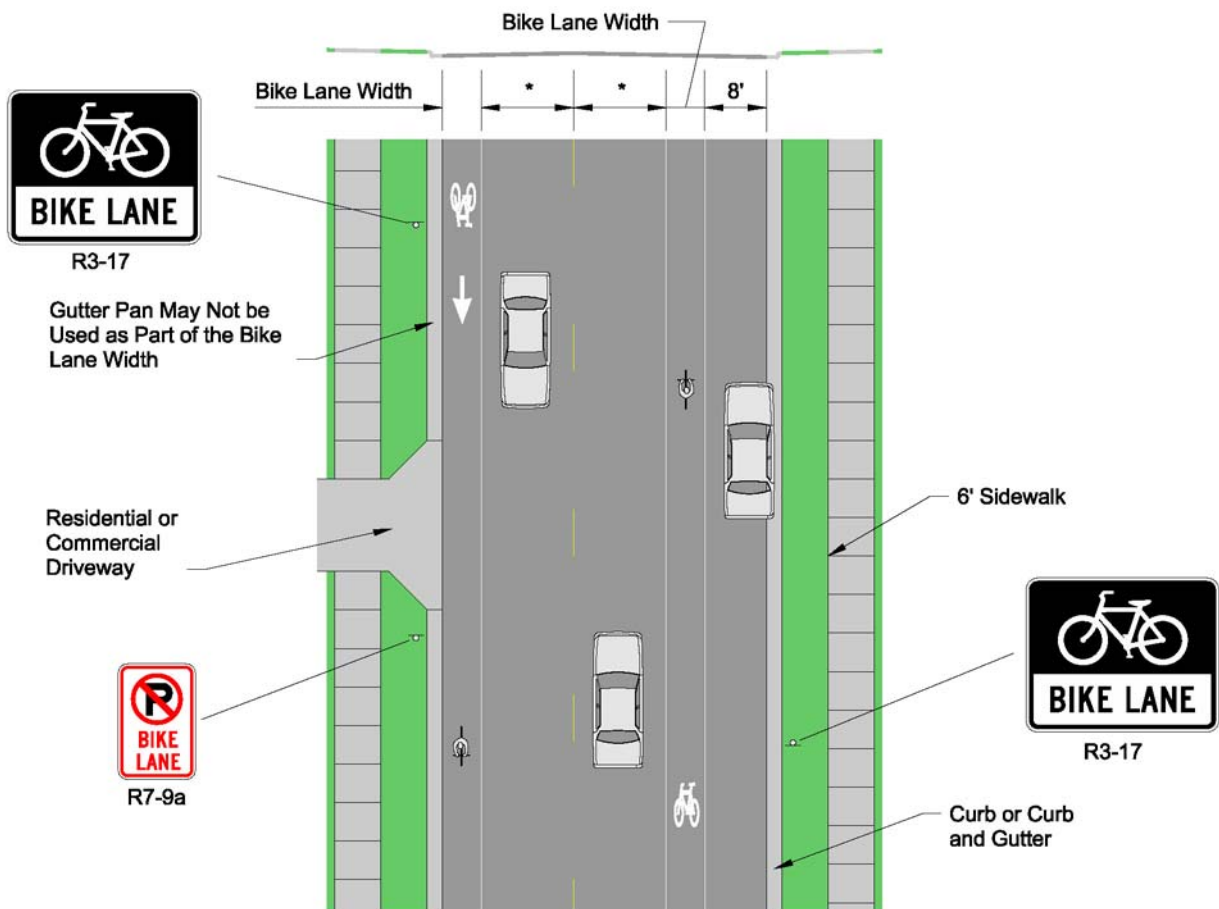 Bike Lane Width
Bike Lane Width
*
*
8'
BIKE LANE
R3-17
Gutter Pan May Not be
Used as Part of the Bike
Lane Width
Residential or
Commercial
Driveway
6' Sidewalk
P
BIKE
LANE
R7-9a
BIKE LANE
R3-17
Curb or Curb
and Gutter